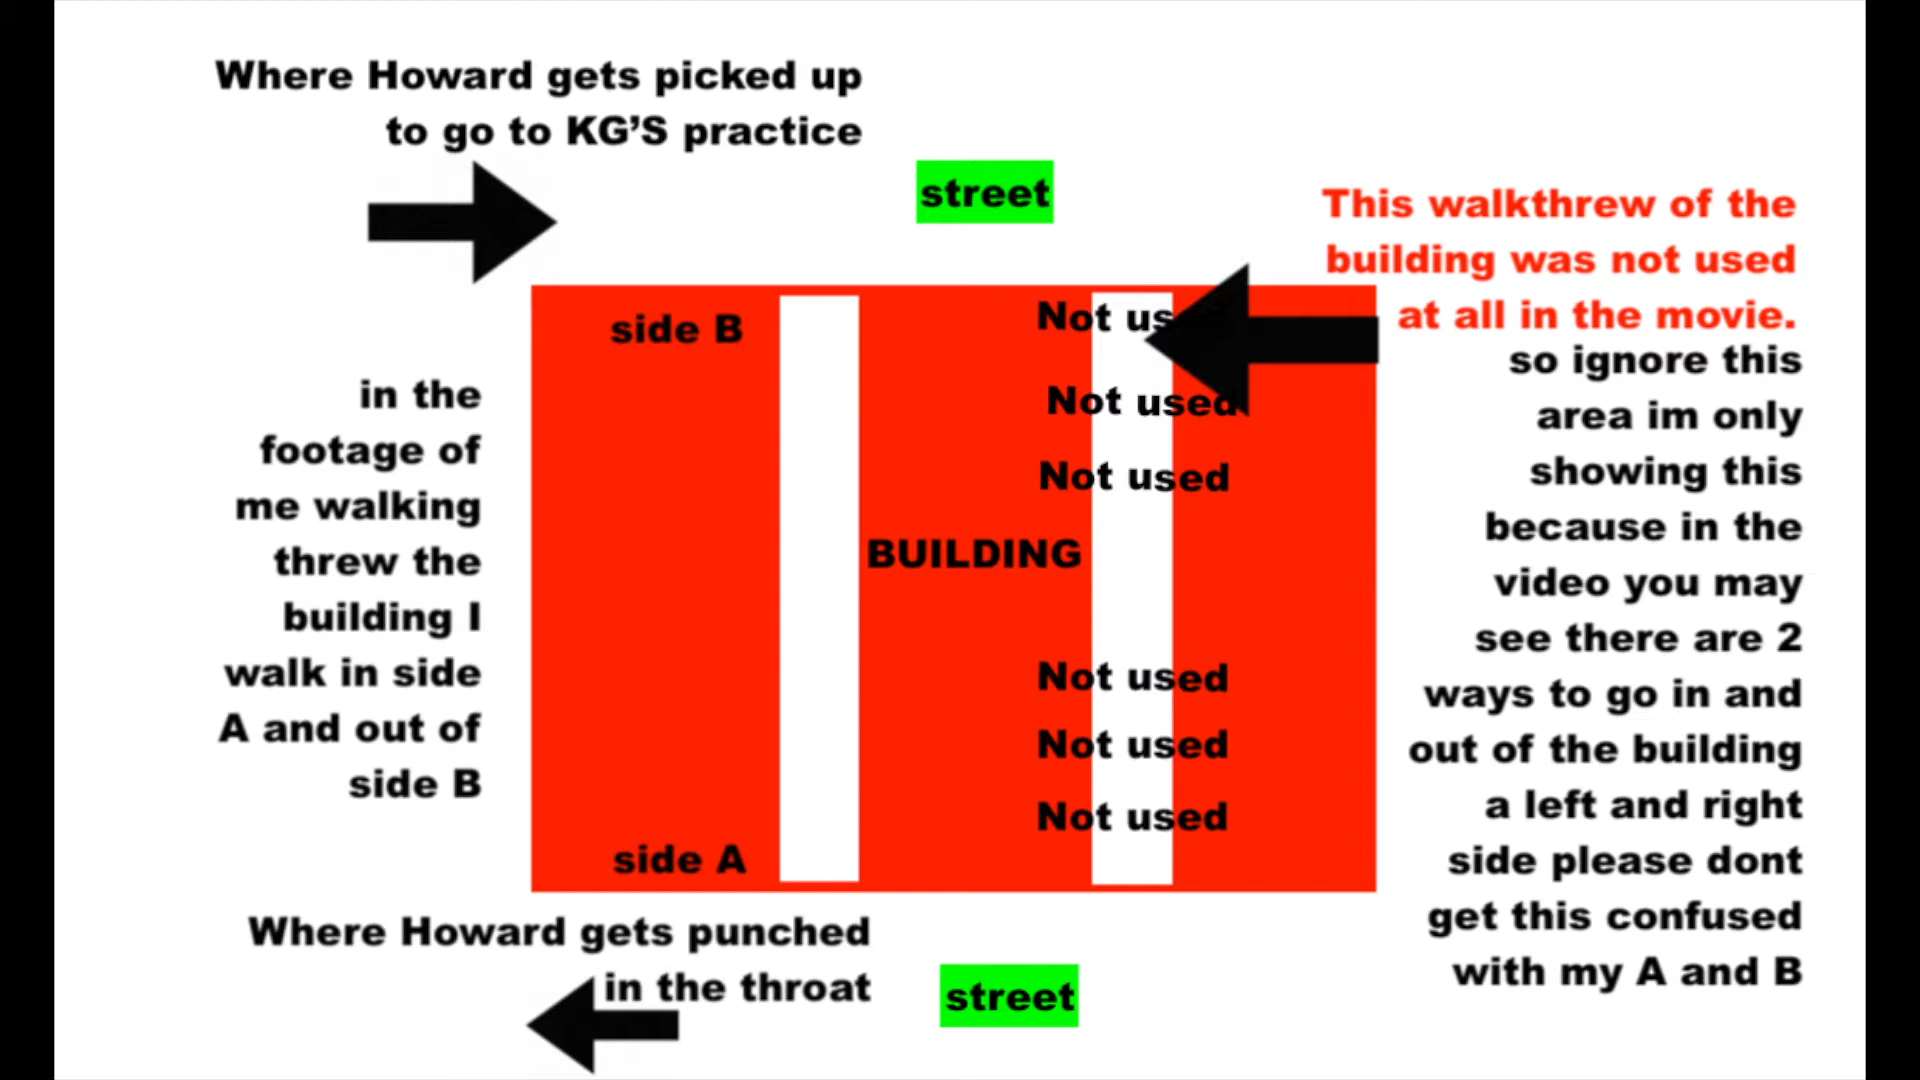 Where Howard gets picked up
to go to KG'S practice
street
This walkthrew of the
building was not used
at all in the movie.
so ignore this
area im only
showing this
because in the
video you may
see there are 2
ways to go in and
out of the building
a left and right
side please dont
get this confused
with my A and B
side B
Not used
Not used
Not used
BUILDING
Not used
Not used
Not used
side A
in the
footage of
me walking
threw the
building I
walk in side
A and out of
side B
Where Howard gets punched
in the throat
street